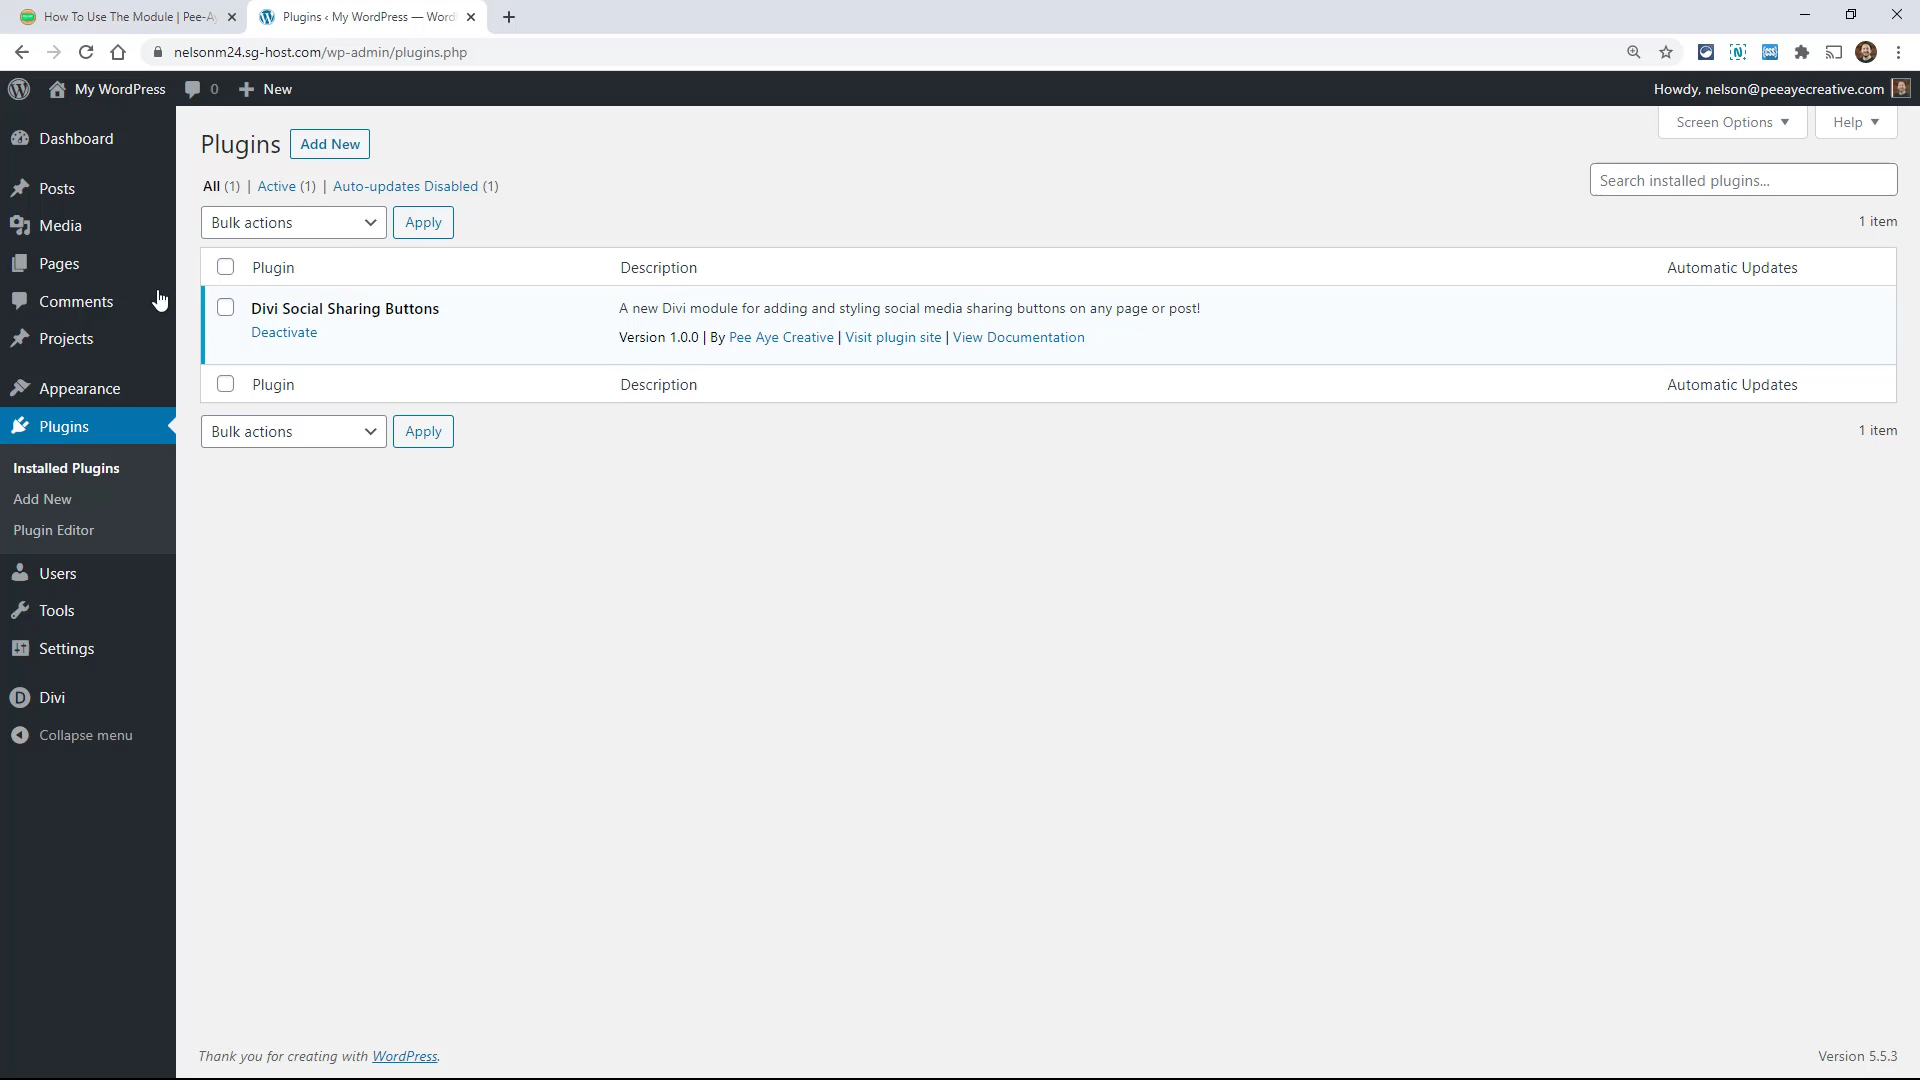 How To Use The Module | Pee-Ay
Plugins ‹ My WordPress — Word
nelsonm24.sg-host.com/wp-admin/plugins.php
My WordPress
0
New
Howdy, nelson@peeayecreative.com
Dashboard
Posts
Media
Pages
Comments
Projects
Appearance
Plugins
Installed Plugins
Add New
Plugin Editor
Users
Tools
Settings
Divi
Collapse menu
Screen Options
Help
Plugins
Add New
All (1) | Active (1) | Auto-updates Disabled (1)
Search installed plugins...
Bulk actions
Apply
1 item
Plugin
Description
Automatic Updates
Divi Social Sharing Buttons
Deactivate
A new Divi module for adding and styling social media sharing buttons on any page or post!
Version 1.0.0 | By Pee Aye Creative | Visit plugin site | View Documentation
Plugin
Description
Automatic Updates
Bulk actions
Apply
1 item
Thank you for creating with WordPress.
Version 5.5.3